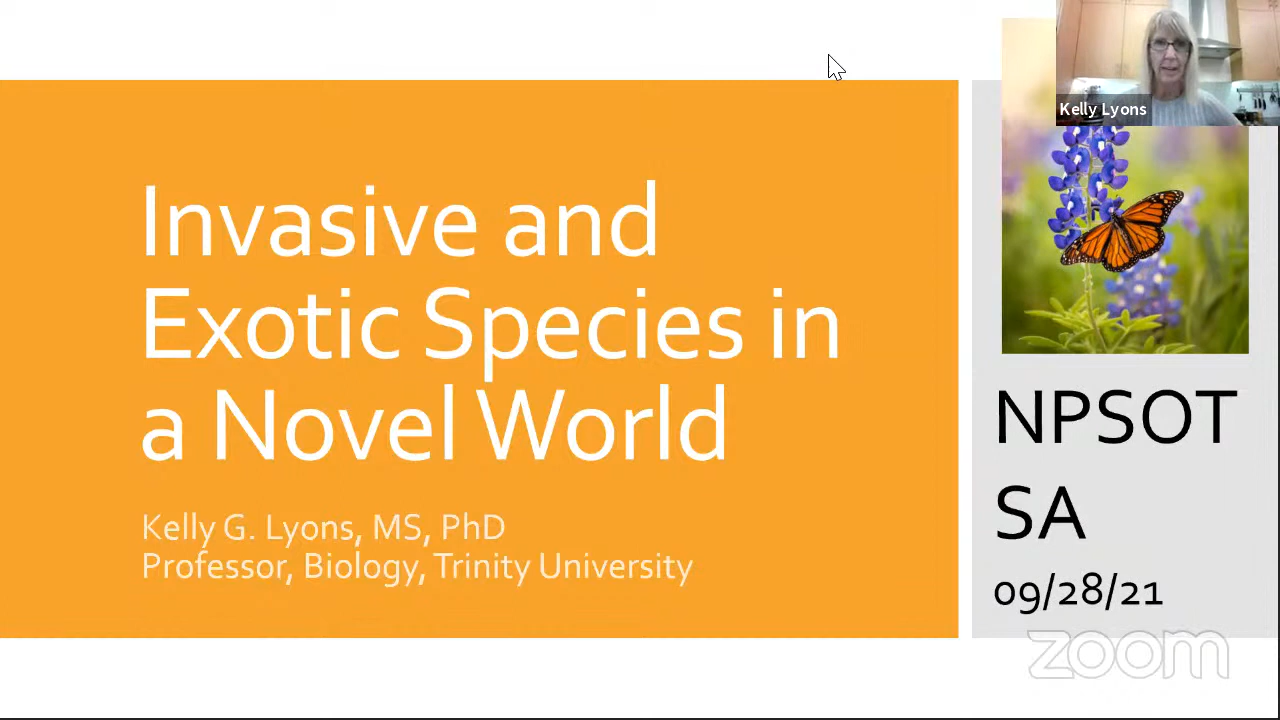 Invasive and
Exotic Species in
a Novel World
Kelly G. Lyons, MS, PhD
Professor, Biology, Trinity University
Kelly Lyons
NPSOT
SA
09/28/21
zoom